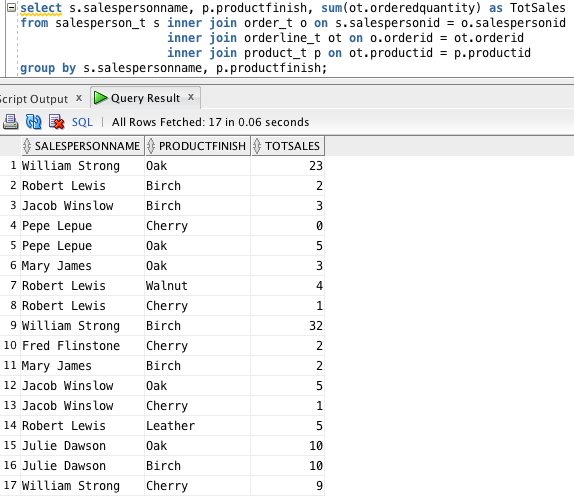 select s.salespersonname, p.productfinish, sum(ot.orderedquantity) as TotSales
from salesperson_t s inner join order_t o on s.salespersonid = o.salespersonid
inner join orderline_t ot on o.orderid = ot.orderid
inner join product_t p on ot.productid = p.productid
group by s.salespersonname, p.productfinish;
Script Output x Query Result x
SQL | All Rows Fetched: 17 in 0.06 seconds
SALESPERSONNAME PRODUCTFINISH TOTSALES
1 William Strong Oak 23
2 Robert Lewis Birch 2
3 Jacob Winslow Birch 3
4 Pepe Lepue Cherry 0
5 Pepe Lepue Oak 5
6 Mary James Oak 3
7 Robert Lewis Walnut 4
8 Robert Lewis Cherry 1
9 William Strong Birch 32
10 Fred Flinstone Cherry 2
11 Mary James Birch 2
12 Jacob Winslow Oak 5
13 Jacob Winslow Cherry 1
14 Robert Lewis Leather 5
15 Julie Dawson Oak 10
16 Julie Dawson Birch 10
17 William Strong Cherry 9